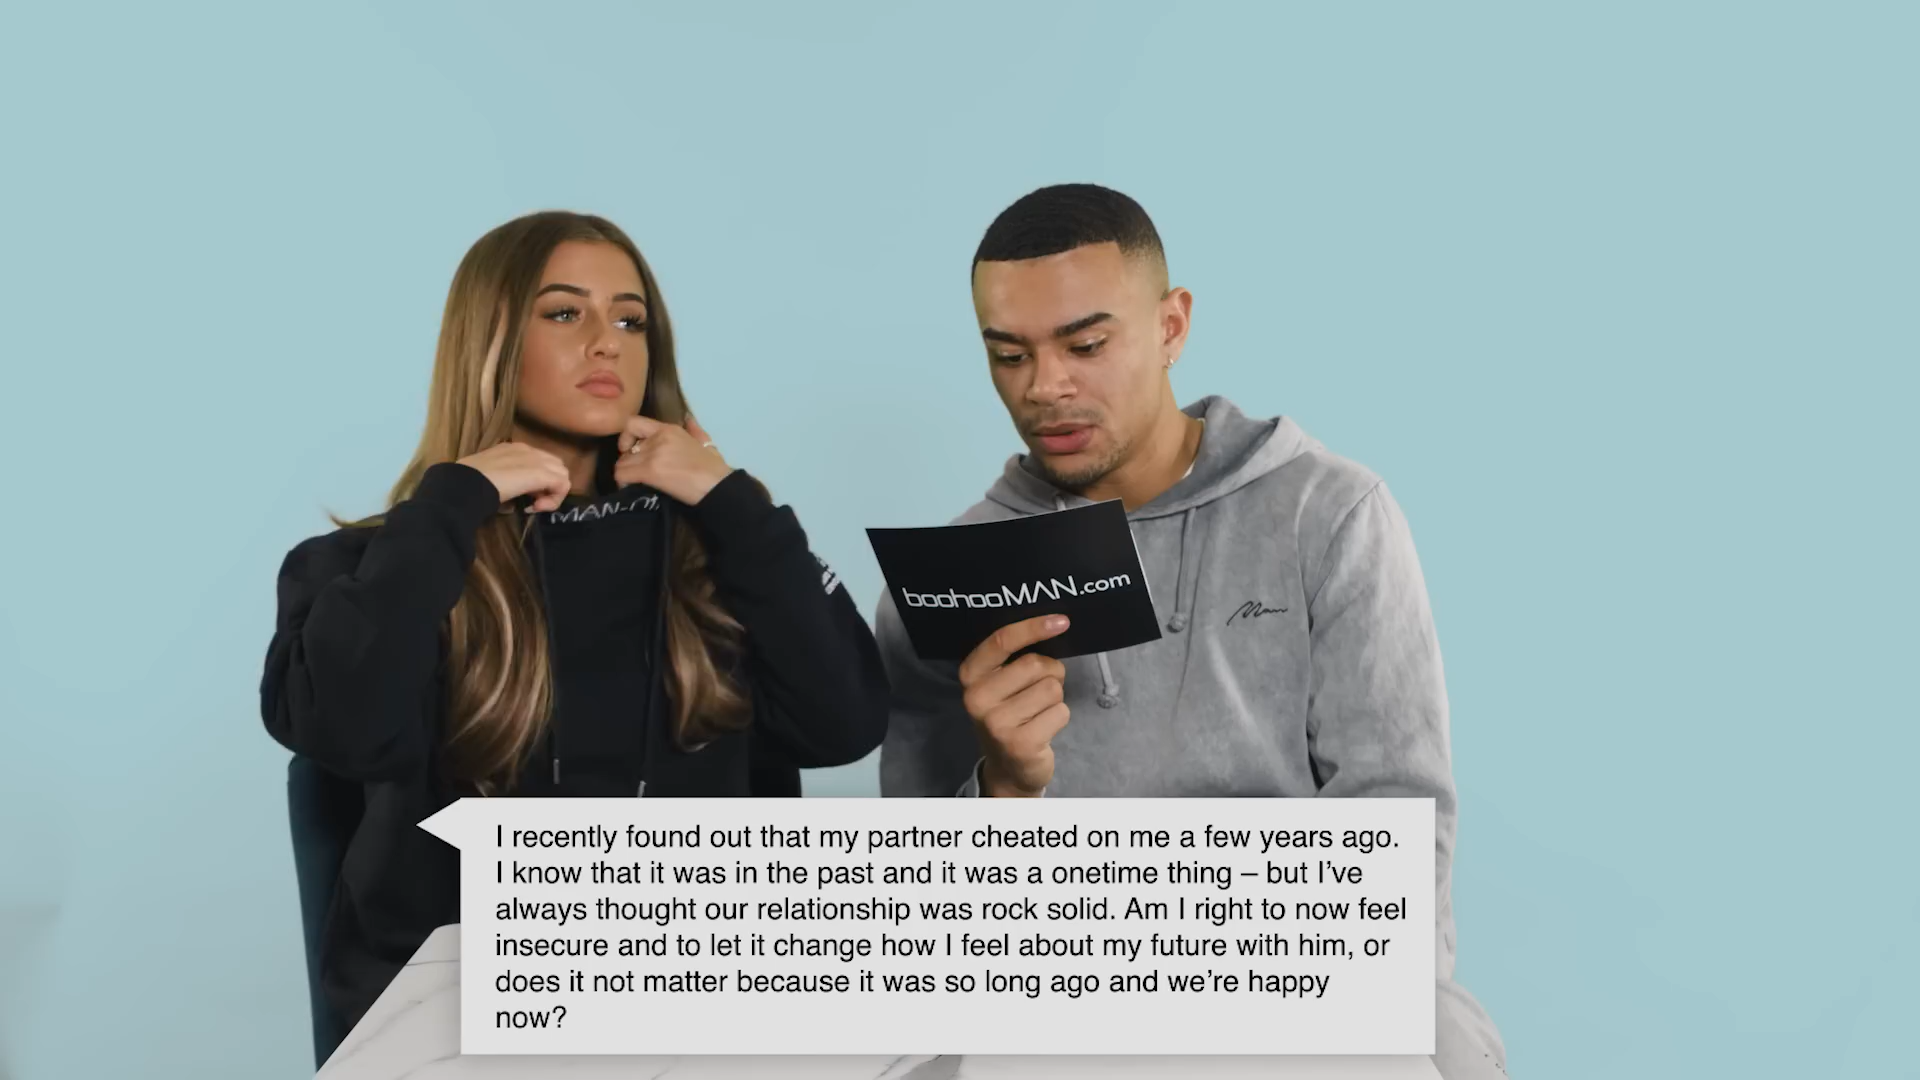 MAN-
boohooMAN.com
Man
I recently found out that my partner cheated on me a few years ago.
I know that it was in the past and it was a onetime thing – but I’ve
always thought our relationship was rock solid. Am I right to now feel
insecure and to let it change how I feel about my future with him, or
does it not matter because it was so long ago and we’re happy
now?